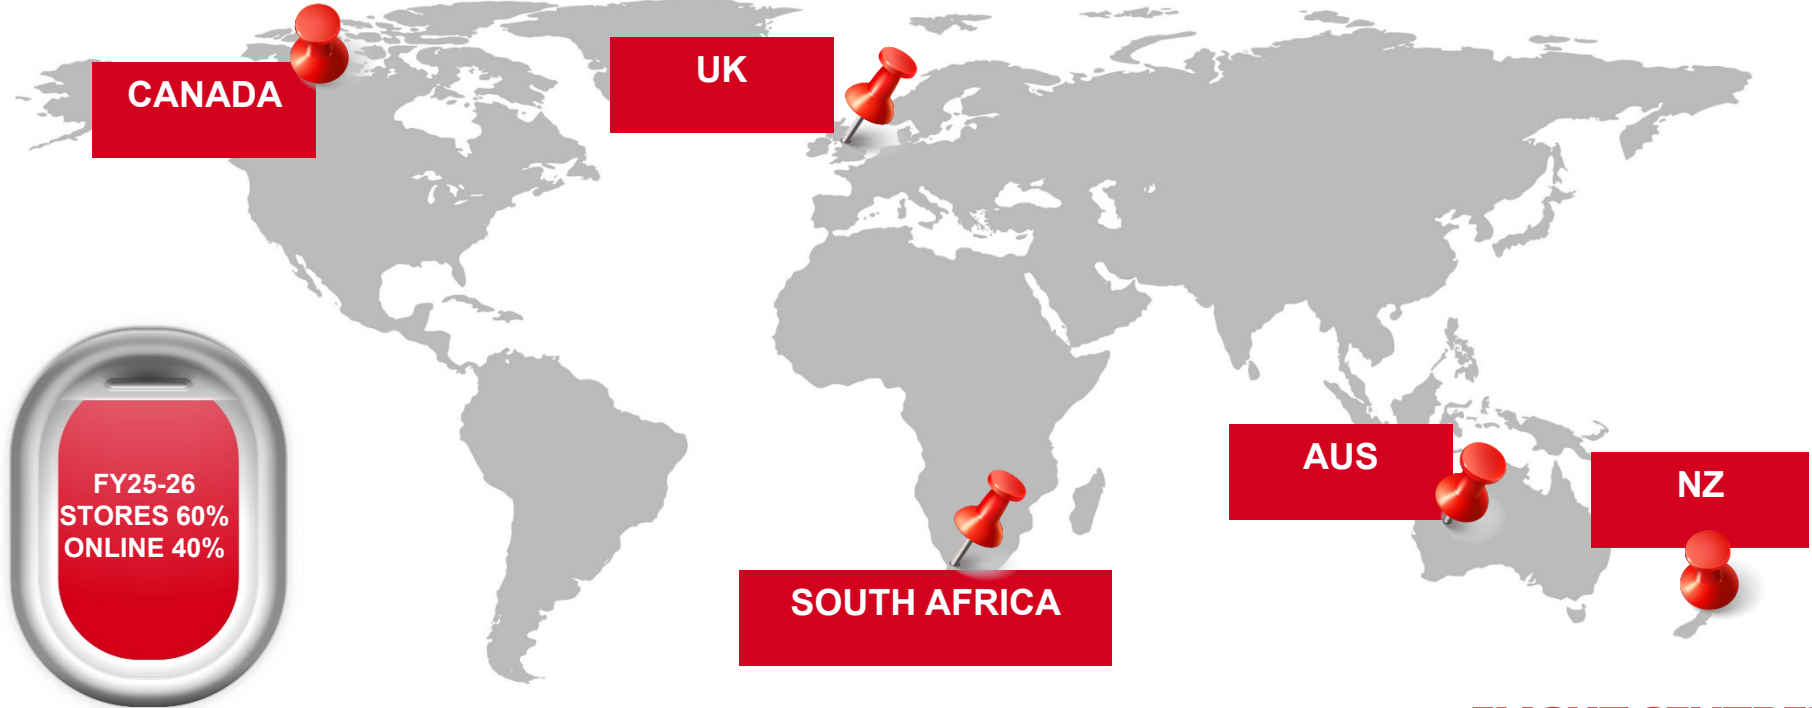 CANADA
UK
AUS
NZ
FY25-26
STORES 60%
ONLINE 40%
SOUTH AFRICA